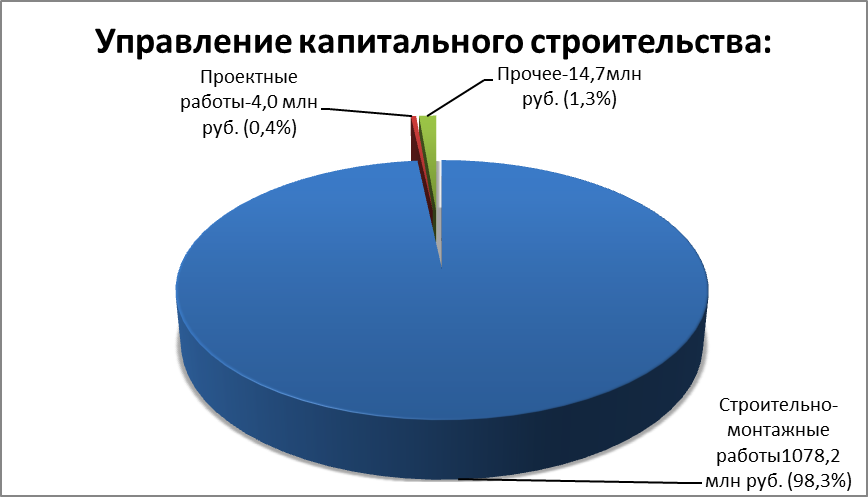 Управление капитального строительства:
Проектные
работы-4,0 млн
руб. (0,4%)
Прочее-14,7млн
руб. (1,3%)
Строительно-
монтажные
работы1078,2
млн руб. (98,3%)